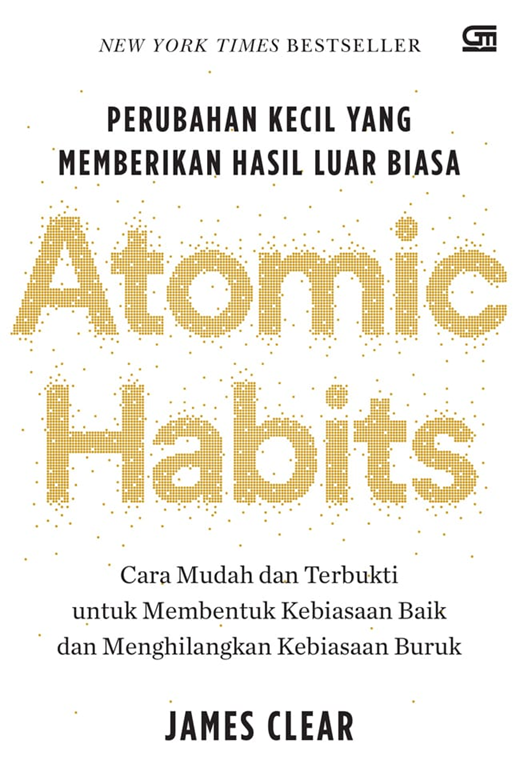 NEW YORK TIMES BESTSELLER
GM
PERUBAHAN KECIL YANG
MEMBERIKAN HASIL LUAR BIASA
Atomic
Habits
Cara Mudah dan Terbukti
untuk Membentuk Kebiasaan Baik
dan Menghilangkan Kebiasaan Buruk
JAMES CLEAR